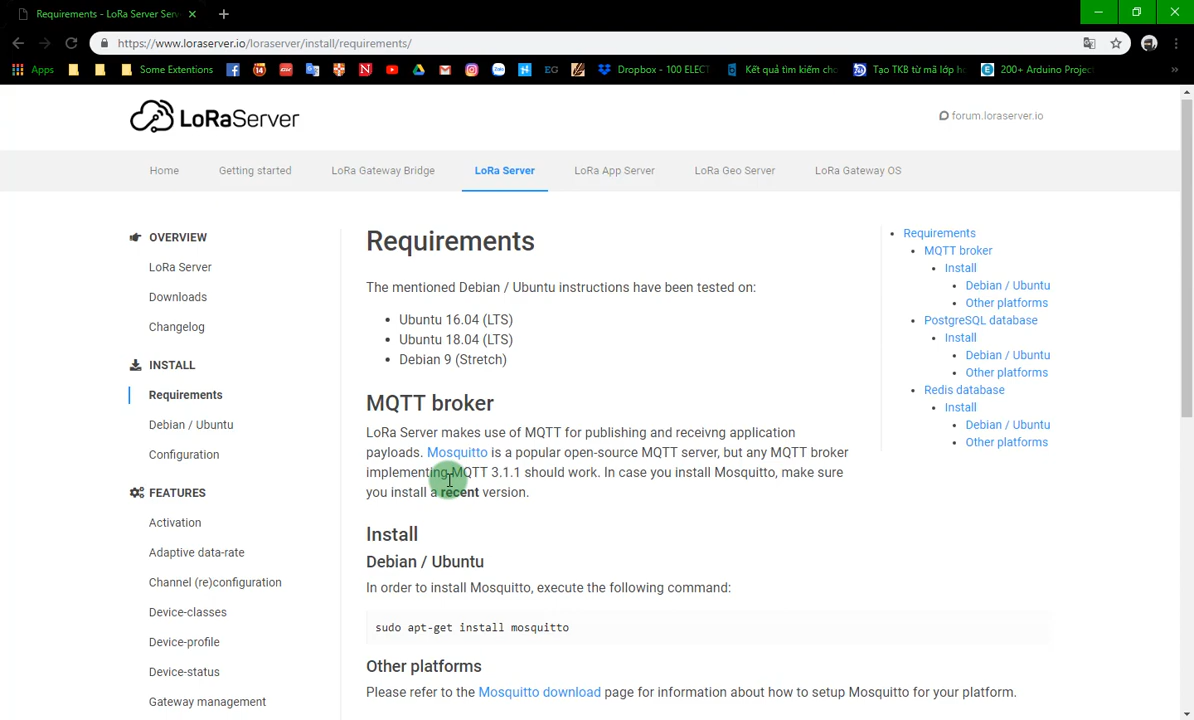 Requirements - LoRa Server Serv
https://www.loraserver.io/loraserver/install/requirements/
Apps
Some Extentions
EG
Dropbox - 100 ELECT
Kết quả tìm kiếm cho
Tạo TKB từ mã lớp h
200+ Arduino Projec
»
LoRaServer
forum.loraserver.io
Home
Getting started
LoRa Gateway Bridge
LoRa Server
LoRa App Server
LoRa Geo Server
LoRa Gateway OS
OVERVIEW
LoRa Server
Downloads
Changelog
INSTALL
Requirements
Debian / Ubuntu
Configuration
FEATURES
Activation
Adaptive data-rate
Channel (re)configuration
Device-classes
Device-profile
Device-status
Gateway management
Requirements
The mentioned Debian / Ubuntu instructions have been tested on:
Ubuntu 16.04 (LTS)
Ubuntu 18.04 (LTS)
Debian 9 (Stretch)
MQTT broker
LoRa Server makes use of MQTT for publishing and receivng application
payloads. Mosquitto is a popular open-source MQTT server, but any MQTT broker
implementing MQTT 3.1.1 should work. In case you install Mosquitto, make sure
you install a recent version.
Install
Debian / Ubuntu
In order to install Mosquitto, execute the following command:
sudo apt-get install mosquitto
Other platforms
Please refer to the Mosquitto download page for information about how to setup Mosquitto for your platform.
Requirements
MQTT broker
Install
Debian / Ubuntu
Other platforms
PostgreSQL database
Install
Debian / Ubuntu
Other platforms
Redis database
Install
Debian / Ubuntu
Other platforms